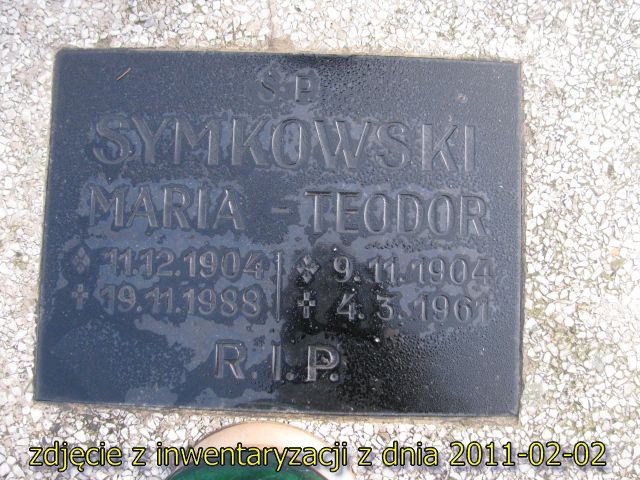 Ś.P.
SYMKOWSKI
MARIA - TEODOR
11.12.1904 9.11.1904
✝ 19.11.1988 ✝ 4.3.1961
R.I.P.
zdjęcie z inwentaryzacji z dnia 2011-02-02